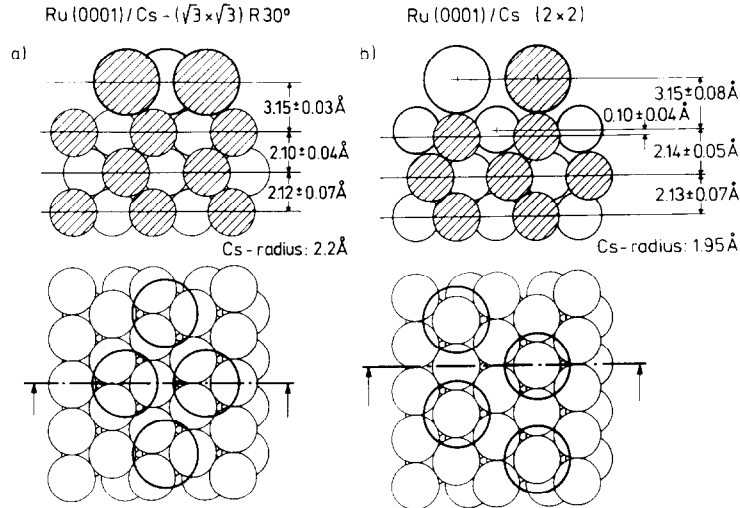 Ru(0001)/Cs-(√3×√3) R30°
a)
3.15±0.03Å
2.10±0.04Å
2.12±0.07Å
Cs-radius: 2.2Å
Ru(0001)/Cs (2×2)
b)
3.15±0.08Å
0.10±0.04Å
2.14±0.05Å
2.13±0.07Å
Cs-radius: 1.95Å